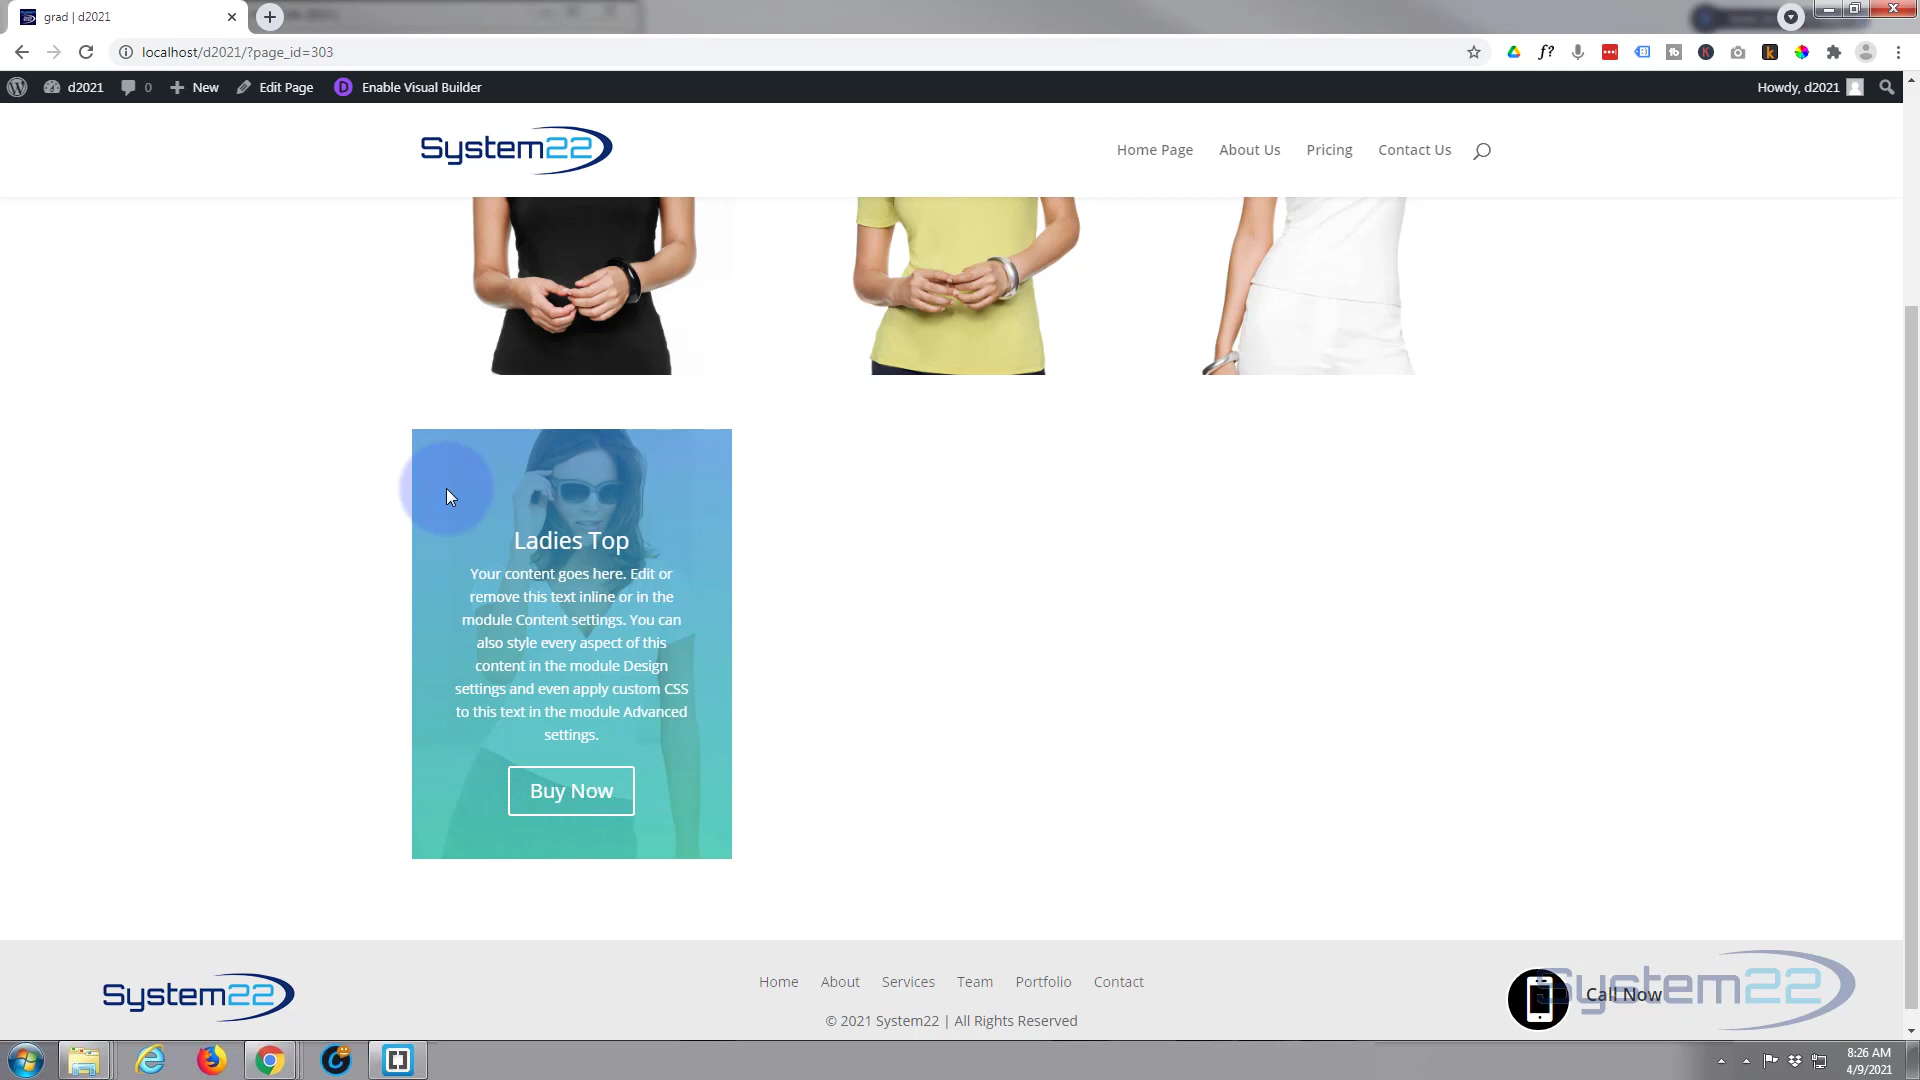 grad | d2021
localhost/d2021/?page_id=303
d2021 0 New Edit Page D Enable Visual Builder Howdy, d2021
System22 Home Page About Us Pricing Contact Us
Ladies Top
Your content goes here. Edit or
remove this text inline or in the
module Content settings. You can
also style every aspect of this
content in the module Design
settings and even apply custom CSS
to this text in the module Advanced
settings.
Buy Now
System22
Home About Services Team Portfolio Contact
© 2021 System22 | All Rights Reserved
Call Now
System22
8:26 AM
4/9/2021